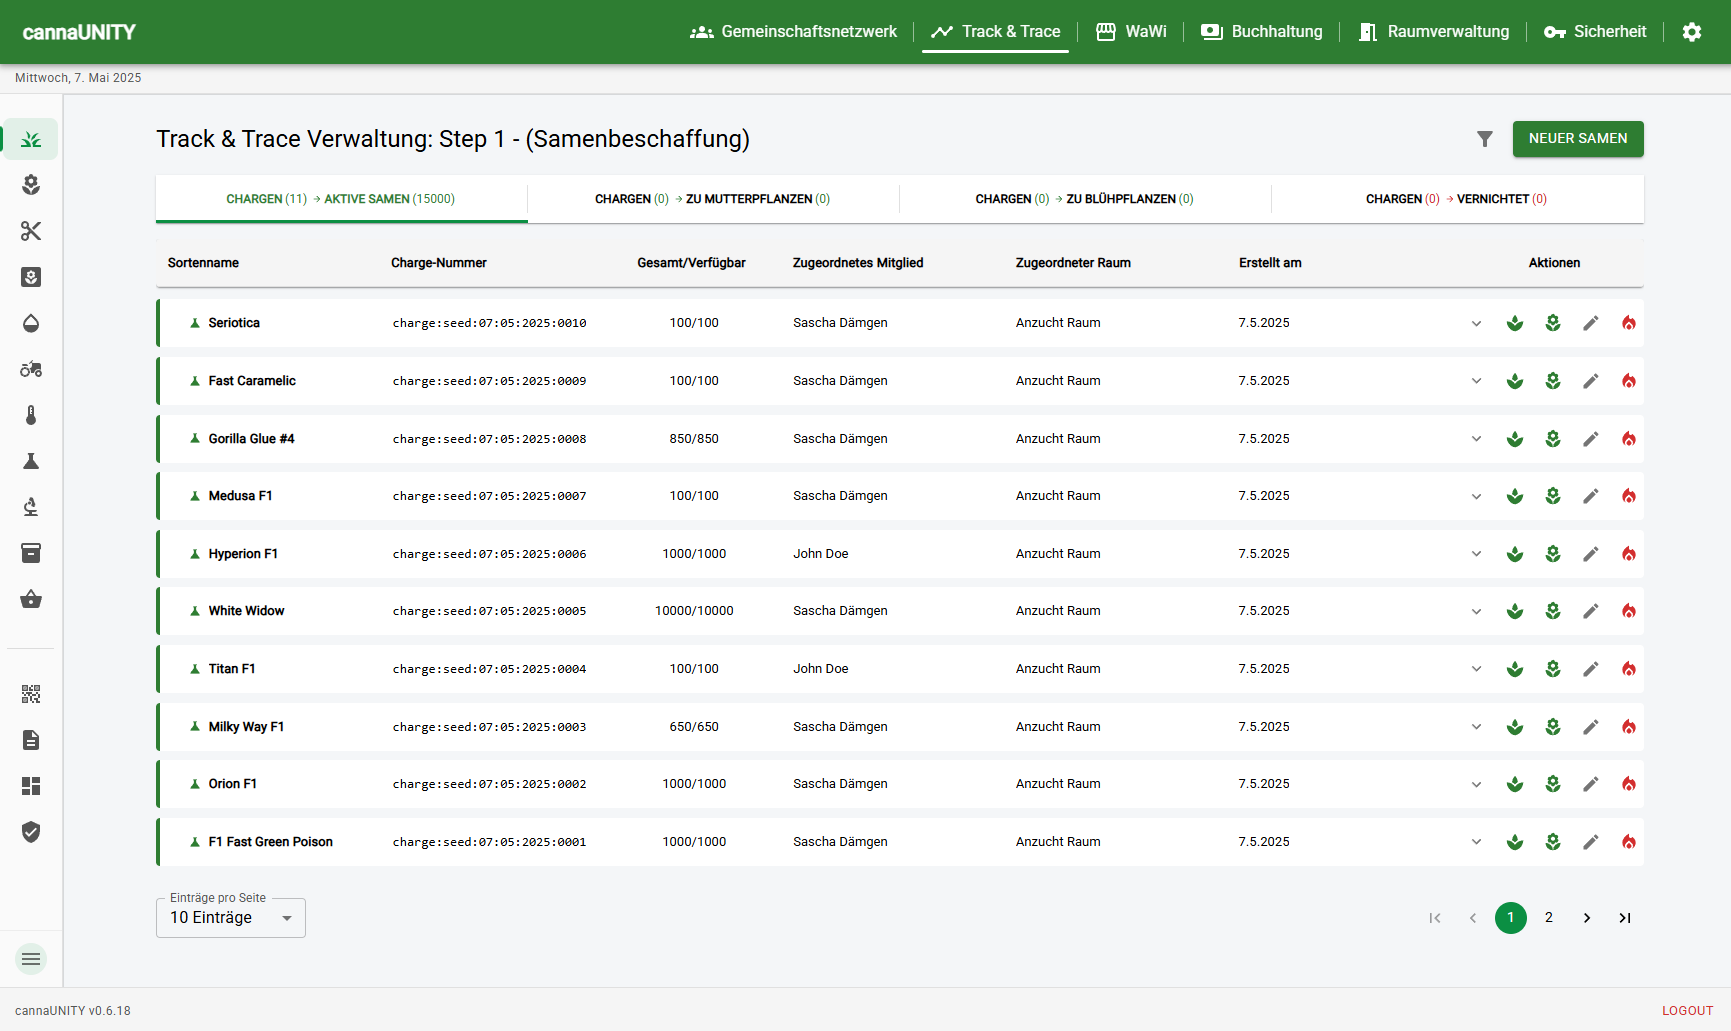 cannaUNITY
Gemeinschaftsnetzwerk Track & Trace WaWi Buchhaltung Raumverwaltung Sicherheit
Mittwoch, 7. Mai 2025
Track & Trace Verwaltung: Step 1 - (Samenbeschaffung)
NEUER SAMEN
CHARGEN (11) → AKTIVE SAMEN (15000) CHARGEN (0) → ZU MUTTERPFLANZEN (0) CHARGEN (0) → ZU BLÜHPFLANZEN (0) CHARGEN (0) → VERNICHTET (0)
Sortenname Charge-Nummer Gesamt/Verfügbar Zugeordnetes Mitglied Zugeordneter Raum Erstellt am Aktionen
Seriotica charge:seed:07:05:2025:0010 100/100 Sascha Dämgen Anzucht Raum 7.5.2025
Fast Caramelic charge:seed:07:05:2025:0009 100/100 Sascha Dämgen Anzucht Raum 7.5.2025
Gorilla Glue #4 charge:seed:07:05:2025:0008 850/850 Sascha Dämgen Anzucht Raum 7.5.2025
Medusa F1 charge:seed:07:05:2025:0007 100/100 Sascha Dämgen Anzucht Raum 7.5.2025
Hyperion F1 charge:seed:07:05:2025:0006 1000/1000 John Doe Anzucht Raum 7.5.2025
White Widow charge:seed:07:05:2025:0005 10000/10000 Sascha Dämgen Anzucht Raum 7.5.2025
Titan F1 charge:seed:07:05:2025:0004 100/100 John Doe Anzucht Raum 7.5.2025
Milky Way F1 charge:seed:07:05:2025:0003 650/650 Sascha Dämgen Anzucht Raum 7.5.2025
Orion F1 charge:seed:07:05:2025:0002 1000/1000 Sascha Dämgen Anzucht Raum 7.5.2025
F1 Fast Green Poison charge:seed:07:05:2025:0001 1000/1000 Sascha Dämgen Anzucht Raum 7.5.2025
Einträge pro Seite
10 Einträge
1 2
cannaUNITY v0.6.18
LOGOUT